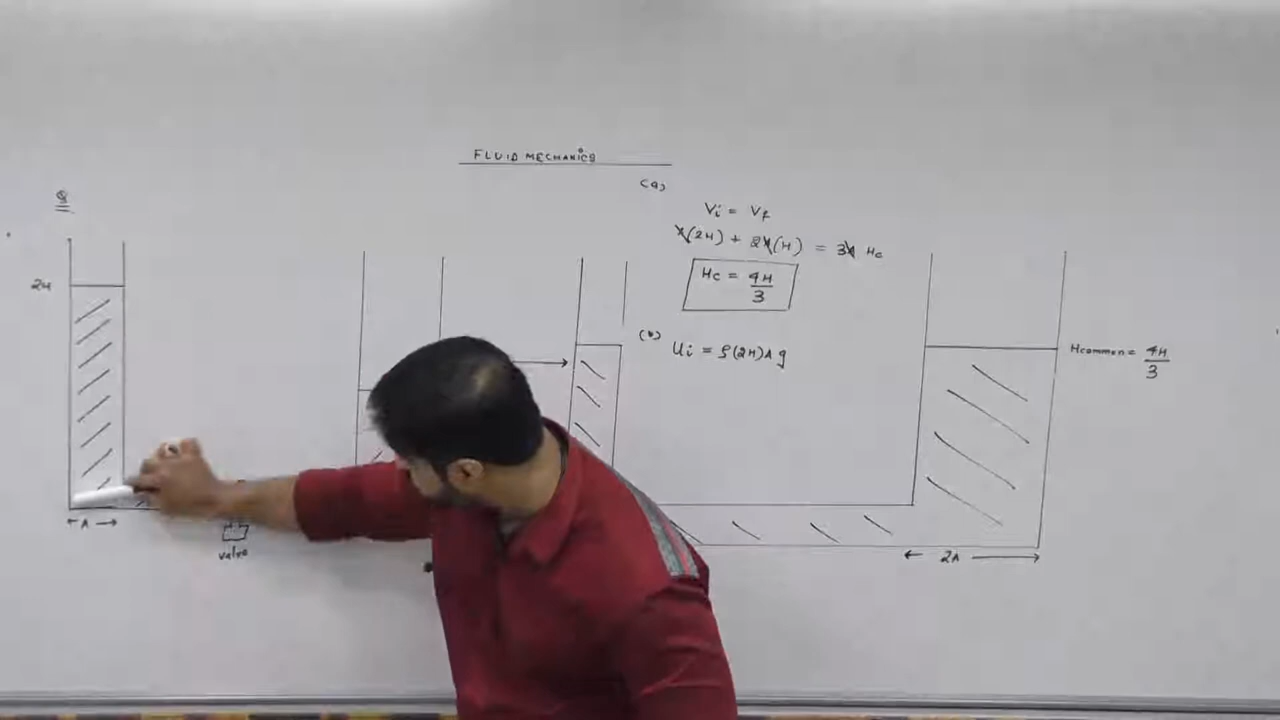 FLUID MECHANICS
Q
2H
← A →
valve
(a)
Vi = Vf
A(2H) + 2A(H) = 3A Hc
Hc = 4H/3
(b) Ui = ρ(2H)A g
Hcommon = 4H/3
← 2A →